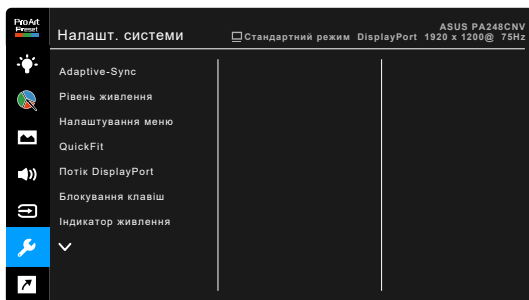 ProArt
Preset
Налашт. системи
ASUS PA248CNV
Стандартний режим DisplayPort 1920 x 1200@ 75Hz
Adaptive-Sync
Рівень живлення
Налаштування меню
QuickFit
Потік DisplayPort
Блокування клавіш
Індикатор живлення